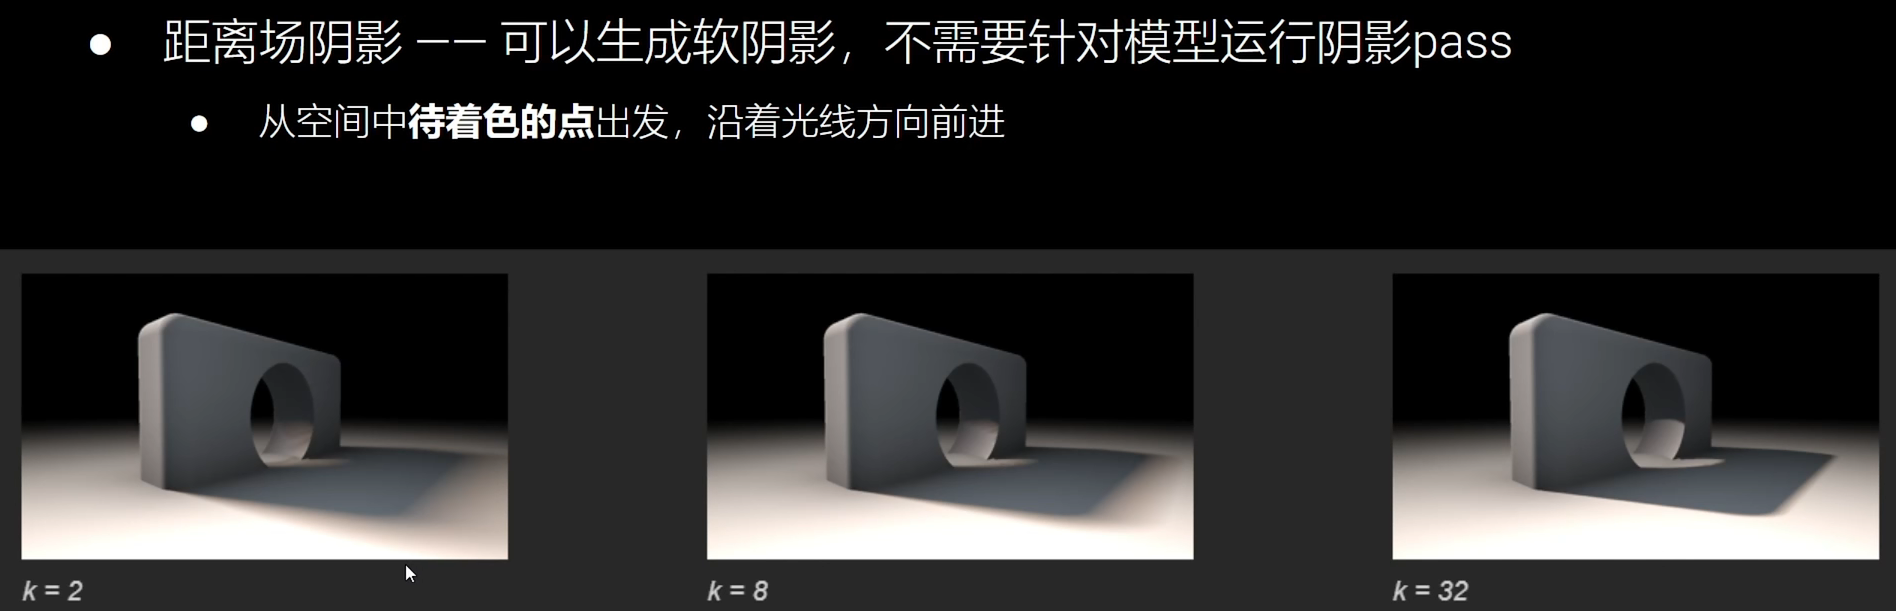 距离场阴影 —— 可以生成软阴影，不需要针对模型运行阴影pass
从空间中待着色的点出发，沿着光线方向前进
k = 2
k = 8
k = 32